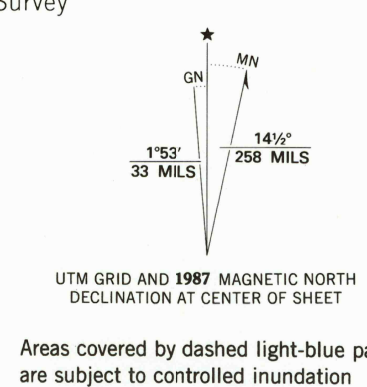 Survey
★
MN
GN
14½°
258 MILS
1°53'
33 MILS
UTM GRID AND 1987 MAGNETIC NORTH
DECLINATION AT CENTER OF SHEET
Areas covered by dashed light-blue pa
are subject to controlled inundation